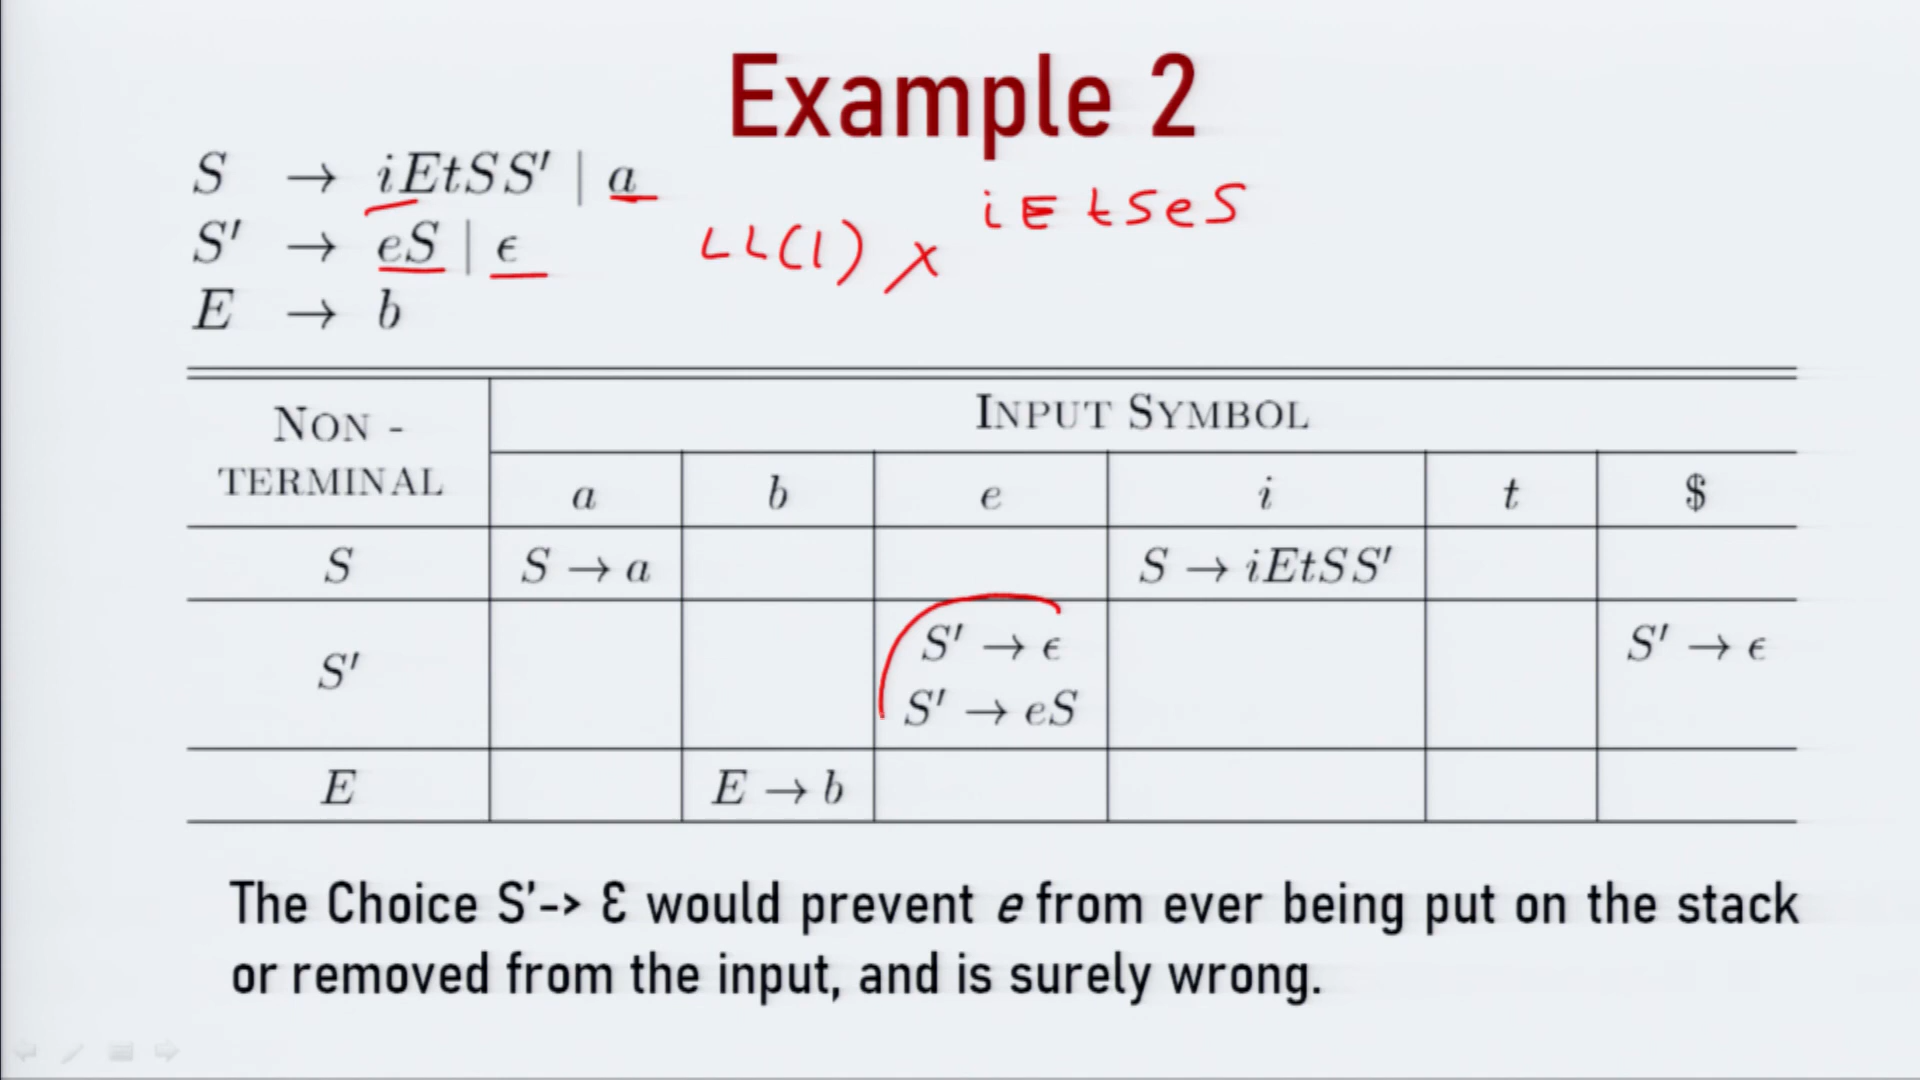 Example 2
S → iEtSS′ | a
iEtSeS
S′ → eS | ϵ
LL(1) ✗
E → b
NON -
TERMINAL
INPUT SYMBOL
a b e i t $
S S → a S → iEtSS′
S′ S′ → ϵ S′ → eS S′ → ϵ
E E → b
The Choice S'-> Ɛ would prevent e from ever being put on the stack
or removed from the input, and is surely wrong.